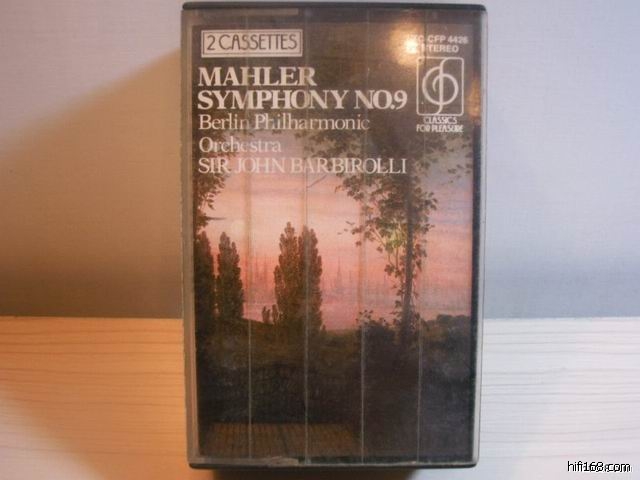 2 CASSETTES
MAHLER
SYMPHONY NO.9
Berlin Philharmonic
Orchestra
SIR JOHN BARBIROLLI
CFP 4426
STEREO
CLASSICS
FOR PLEASURE
hifi168.com